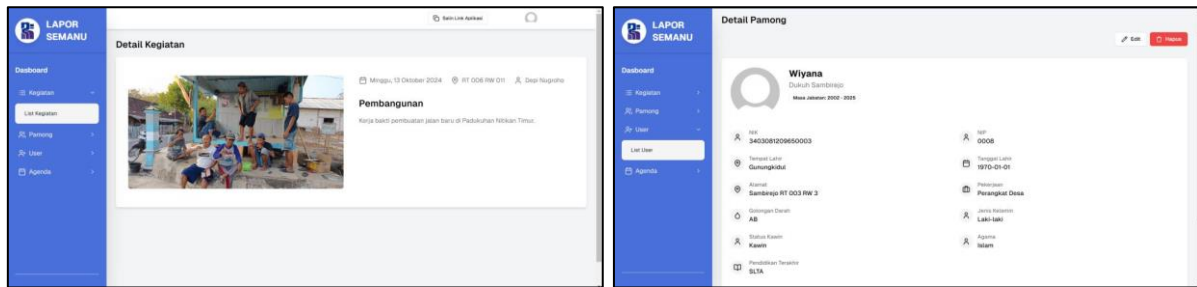 LAPOR
SEMANU
Dasboard
Kegiatan
List Kegiatan
Pamong
User
Agenda
Salin Link Aplikasi
Detail Kegiatan
Minggu, 13 Oktober 2024
RT 006 RW 011
Depi Nugroho
Pembangunan
Kerja bakti pembuatan jalan baru di Padukuhan Nitikan Timur.
LAPOR
SEMANU
Dasboard
Kegiatan
Pamong
User
List User
Agenda
Detail Pamong
Edit
Hapus
Wiyana
Dukuh Sambirejo
Masa Jabatan: 2002 - 2025
NIK
3403081209650003
NIP
0008
Tempat Lahir
Gunungkidul
Tanggal Lahir
1970-01-01
Alamat
Sambirejo RT 003 RW 3
Pekerjaan
Perangkat Desa
Golongan Darah
AB
Jenis Kelamin
Laki-laki
Status Kawin
Kawin
Agama
Islam
Pendidikan Terakhir
SLTA